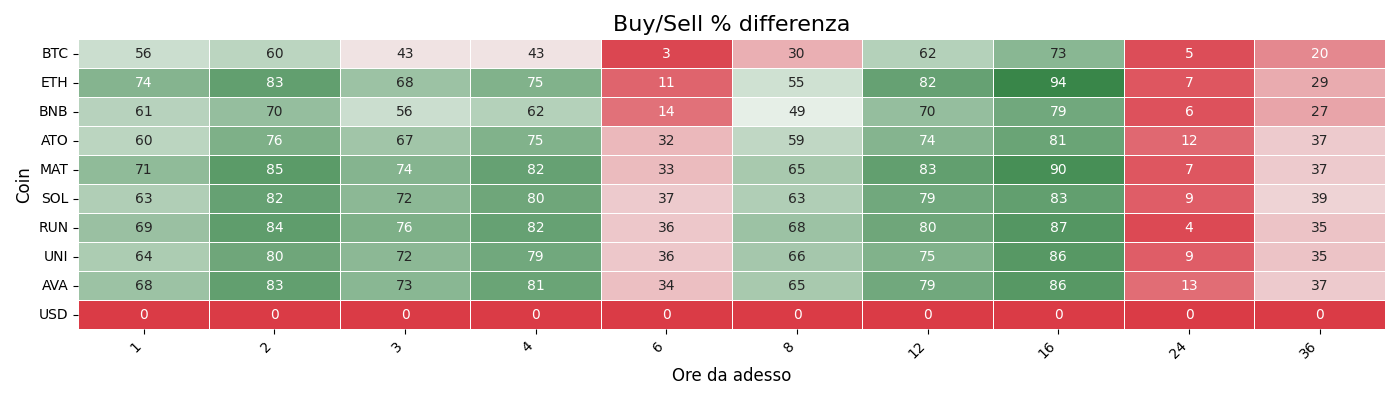 Buy/Sell % differenza
Coin
BTC 56 60 43 43 3 30 62 73 5 20
ETH 74 83 68 75 11 55 82 94 7 29
BNB 61 70 56 62 14 49 70 79 6 27
ATO 60 76 67 75 32 59 74 81 12 37
MAT 71 85 74 82 33 65 83 90 7 37
SOL 63 82 72 80 37 63 79 83 9 39
RUN 69 84 76 82 36 68 80 87 4 35
UNI 64 80 72 79 36 66 75 86 9 35
AVA 68 83 73 81 34 65 79 86 13 37
USD 0 0 0 0 0 0 0 0 0 0
1 2 3 4 6 8 12 16 24 36
Ore da adesso